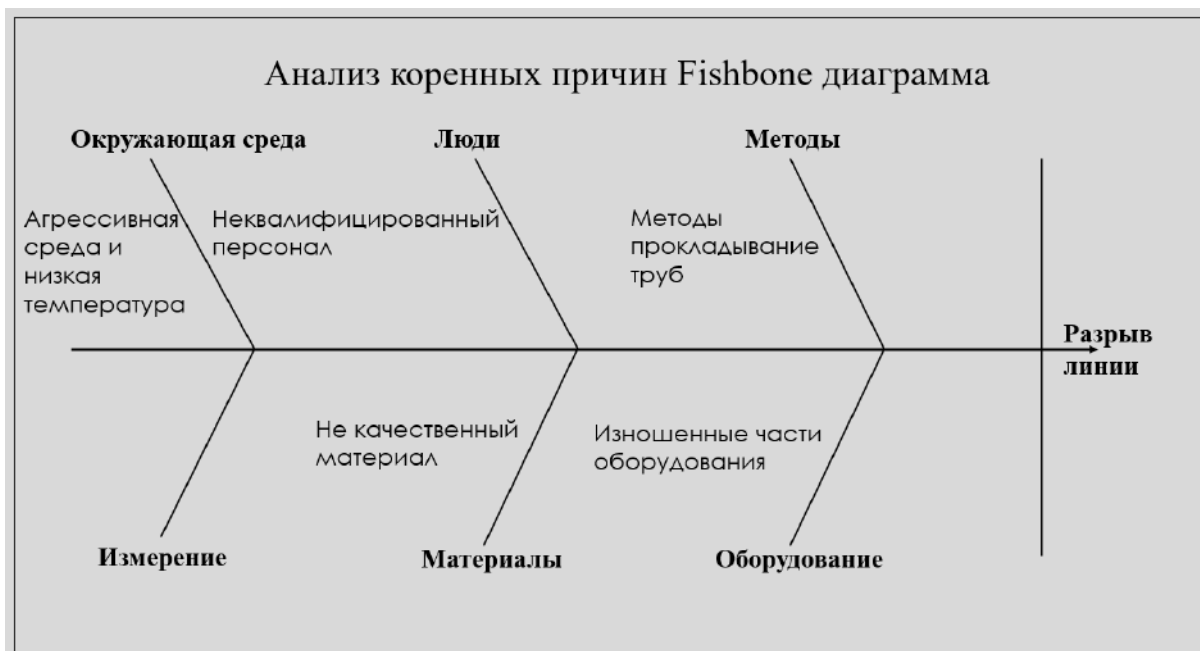 Анализ коренных причин Fishbone диаграмма
Окружающая среда
Люди
Методы
Агрессивная
среда и
низкая
температура
Неквалифицированный
персонал
Методы
прокладывание
труб
Разрыв
линии
Не качественный
материал
Изношенные части
оборудования
Измерение
Материалы
Оборудование